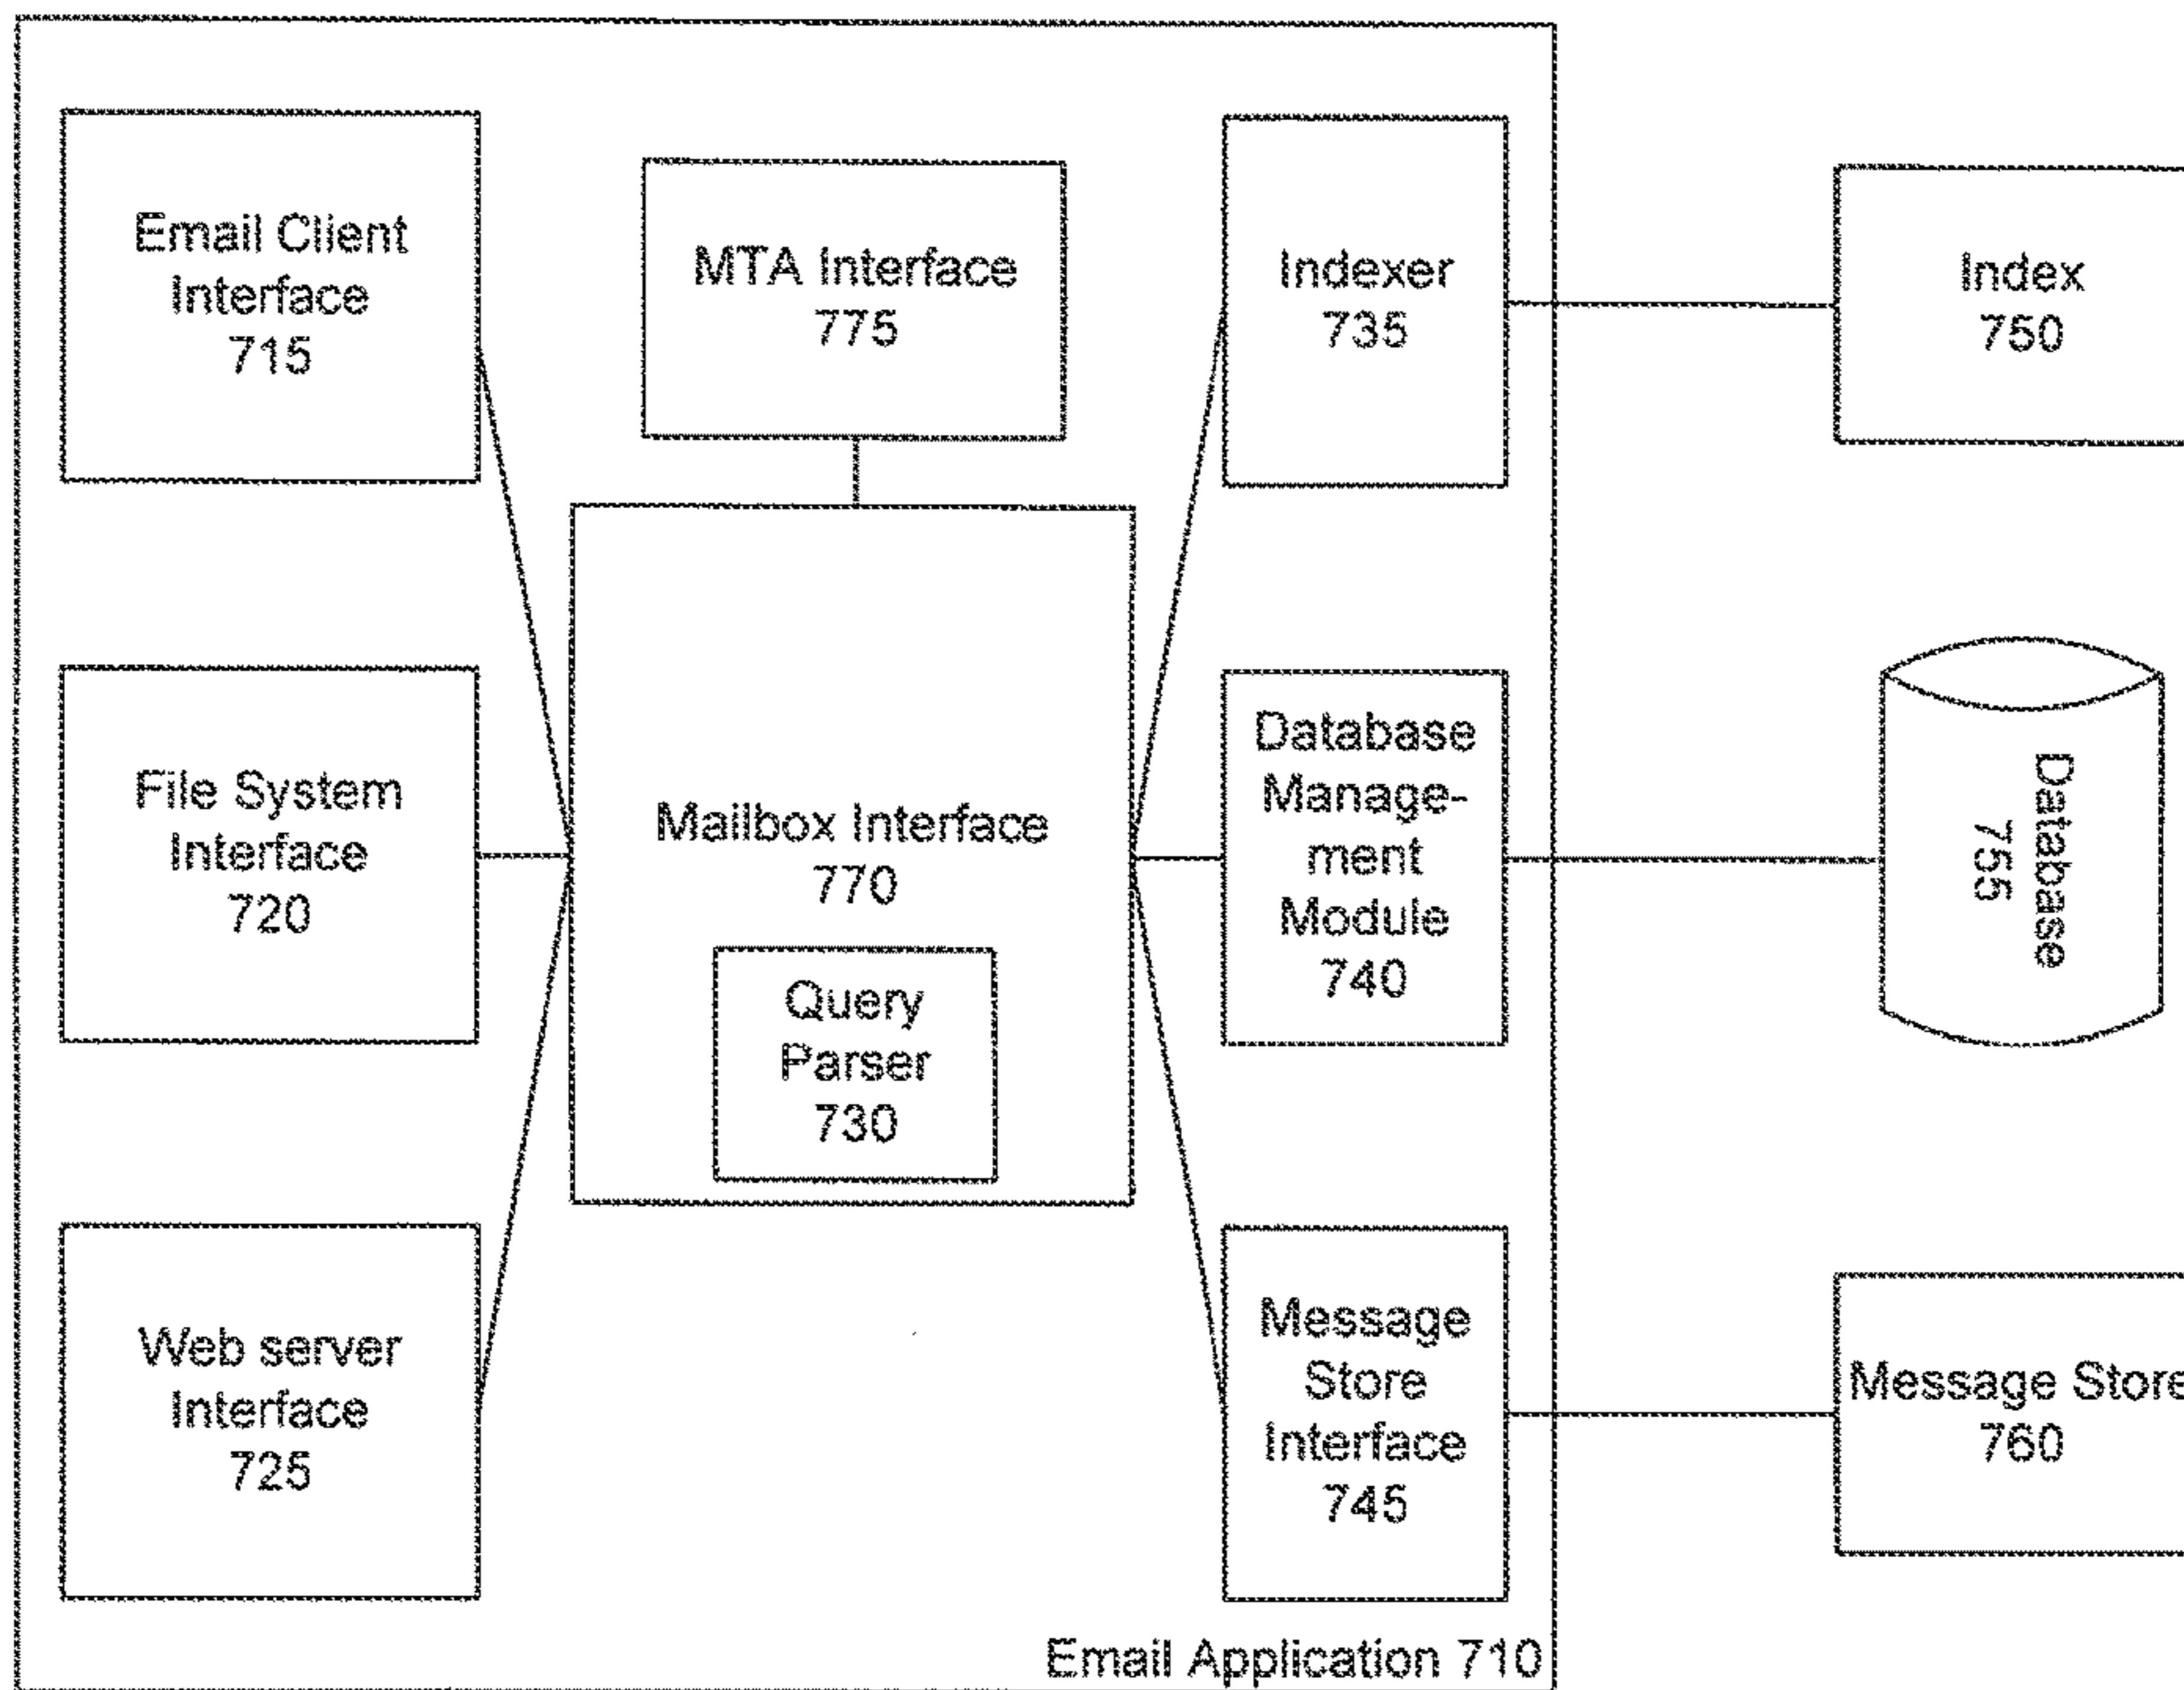 Email Client
Interface
715
MTA Interface
775
Indexer
735
Index
750
File System
Interface
720
Mailbox Interface
770
Query
Parser
730
Database
Manage-
ment
Module
740
Database
755
Web server
Interface
725
Message
Store
Interface
745
Message Store
760
Email Application 710